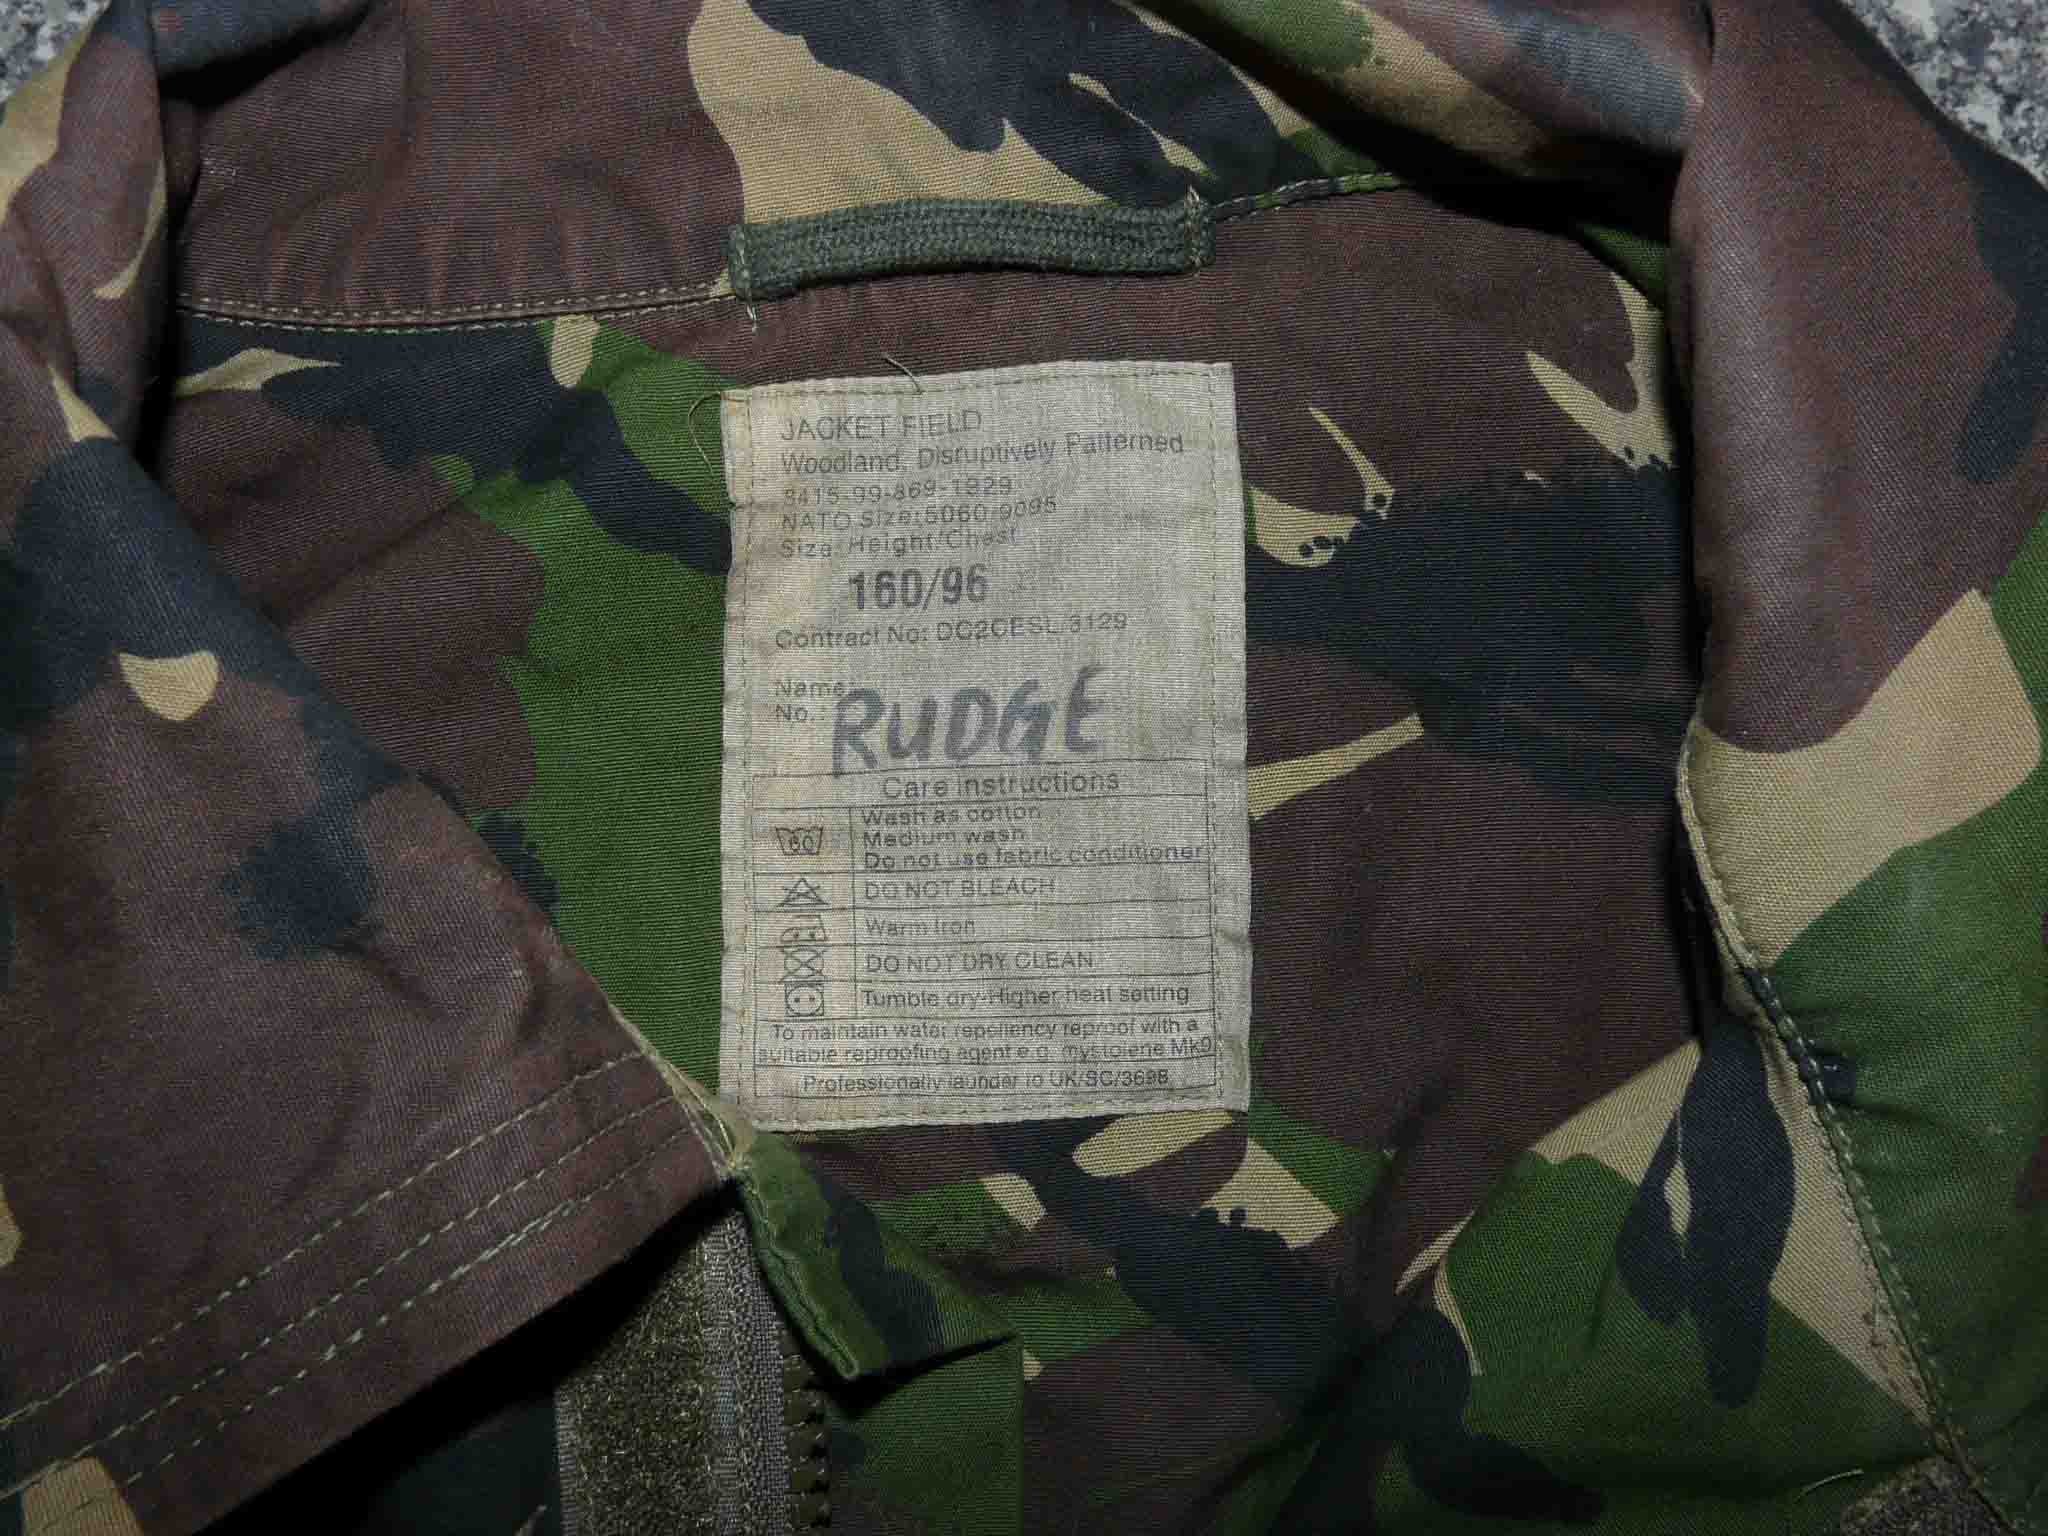 JACKET FIELD
Woodland, Disruptively Patterned
8415-99-869-1329
NATO Size: 6060/9095
Size: Height/Chest
160/96
Contract No: DC2CESL/3129
Name:
No.:
RUDGE
Care instructions
Wash as cotton
60
Medium wash
Do not use fabric conditioner
DO NOT BLEACH
Warm iron
DO NOT DRY CLEAN
Tumble dry-Higher heat setting
To maintain water repellency reproof with a
suitable reproofing agent e.g. mystolene Mk9
Professionally launder to UK/SC/3698